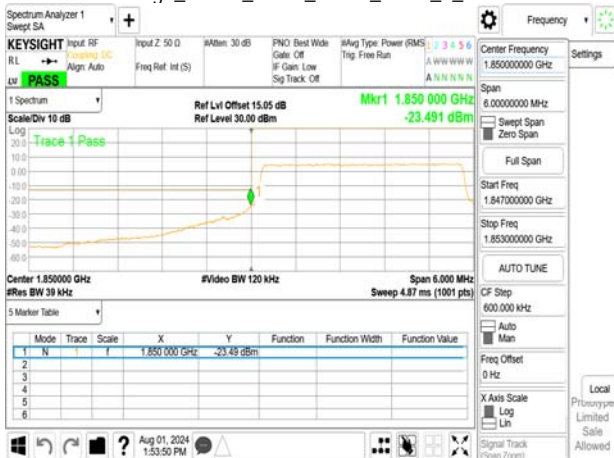 Spectrum Analyzer 1
Swept SA
Frequency
KEYSIGHT
Input: RF
Input Z: 50 Ω
#Atten: 30 dB
PNO: Best Wide
#Avg Type: Power (RMS
1 2 3 4 5 6
RL
Coupling: DC
Gate: Off
Trig: Free Run
A WW WW W
Align: Auto
Freq Ref: Int (S)
IF Gain: Low
Sig Track: Off
A N N N N N
PASS
Center Frequency
1.850000000 GHz
Settings
Span
6.00000000 MHz
Swept Span
Zero Span
Full Span
Start Freq
1.847000000 GHz
Stop Freq
1.853000000 GHz
AUTO TUNE
CF Step
600.000 kHz
Auto
Man
Freq Offset
0 Hz
X Axis Scale
Log
Lin
Signal Track
(Span Zoom)
Local
Prototype
Limited
Sale
Allowed
1 Spectrum
Ref Lvl Offset 15.05 dB
Mkr1 1.850 000 GHz
Scale/Div 10 dB
Ref Level 30.00 dBm
-23.491 dBm
Log
Trace 1 Pass
20.0
10.0
0.00
-10.0
-20.0
-30.0
-40.0
-50.0
-60.0
1
Center 1.850000 GHz
#Video BW 120 kHz
Span 6.000 MHz
#Res BW 39 kHz
Sweep 4.87 ms (1001 pts)
5 Marker Table
Mode Trace Scale X Y Function Function Width Function Value
1 N 1 f 1.850 000 GHz -23.49 dBm
2
3
4
5
6
Aug 01, 2024
1:53:50 PM